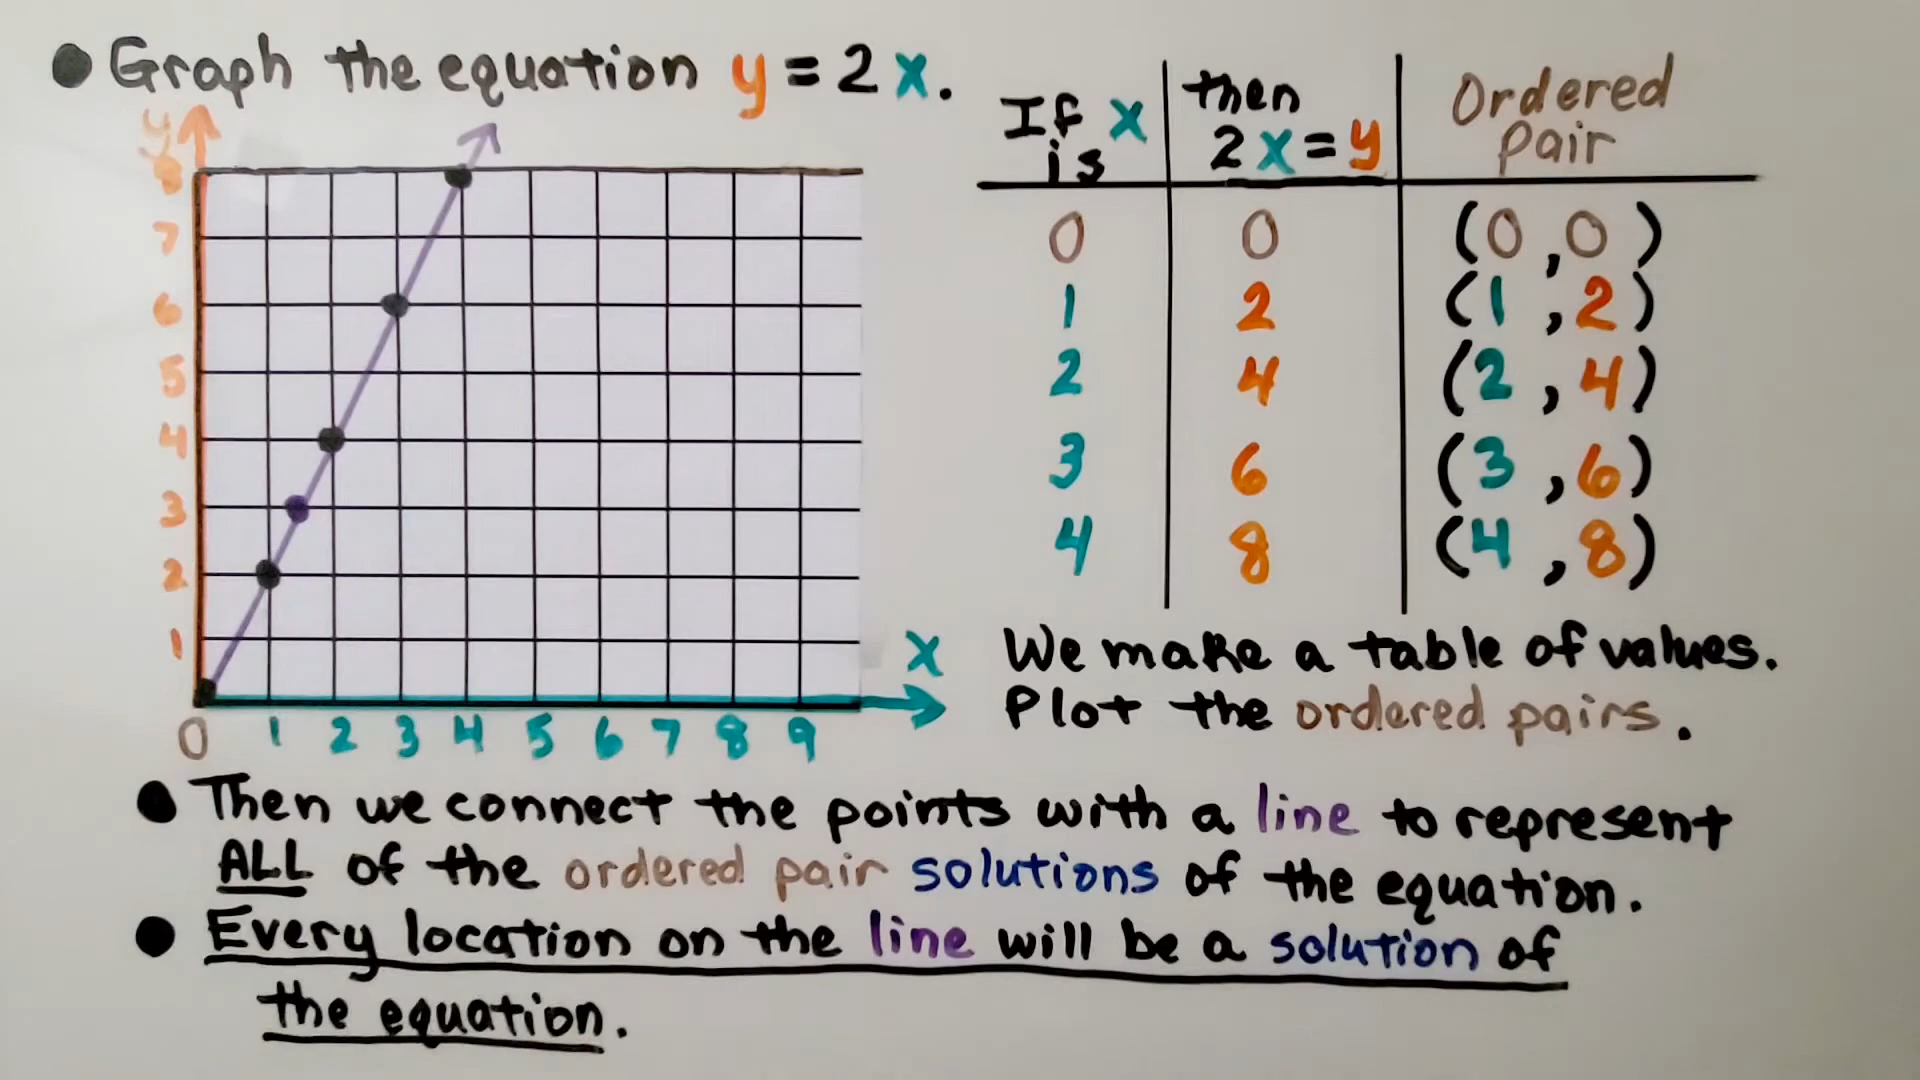 ● Graph the equation y = 2x.
y
8
7
6
5
4
3
2
1
0 1 2 3 4 5 6 7 8 9
x
If x is | then 2x = y | Ordered pair
0 | 0 | (0, 0)
1 | 2 | (1, 2)
2 | 4 | (2, 4)
3 | 6 | (3, 6)
4 | 8 | (4, 8)
We make a table of values.
Plot the ordered pairs.
● Then we connect the points with a line to represent
ALL of the ordered pair solutions of the equation.
● Every location on the line will be a solution of
the equation.